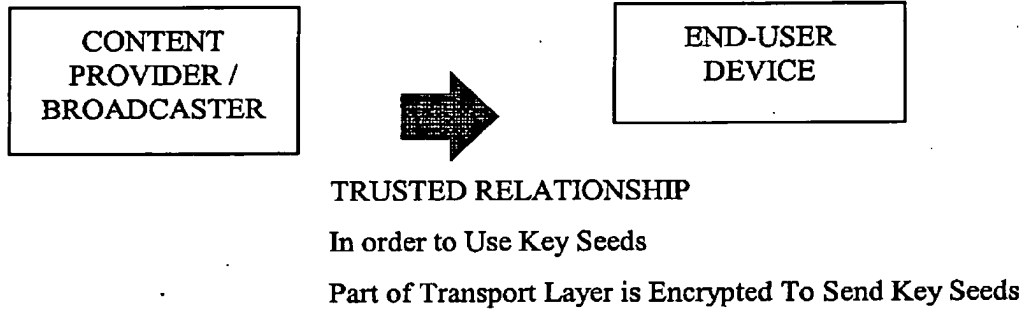 CONTENT
PROVIDER /
BROADCASTER
END-USER
DEVICE
TRUSTED RELATIONSHIP
In order to Use Key Seeds
Part of Transport Layer is Encrypted To Send Key Seeds